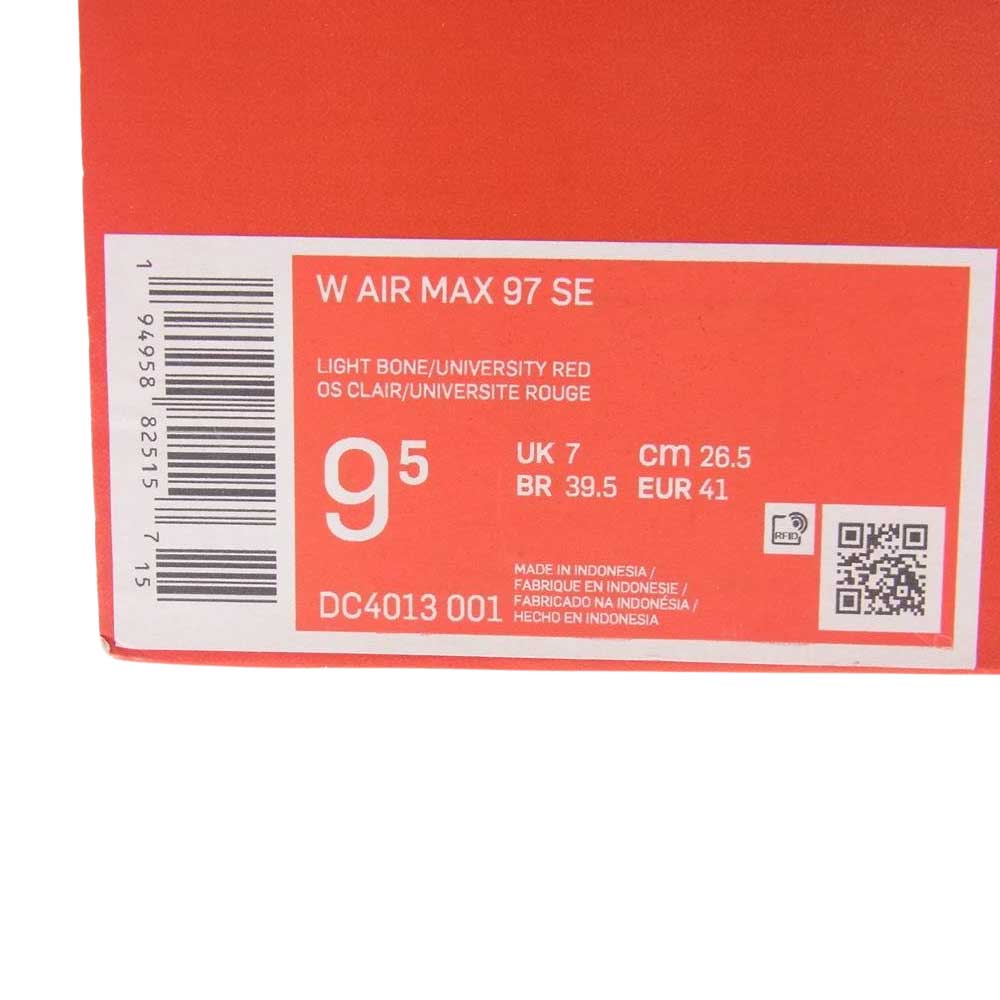 W AIR MAX 97 SE
LIGHT BONE/UNIVERSITY RED
OS CLAIR/UNIVERSITE ROUGE
9⁵
UK 7 cm 26.5
BR 39.5 EUR 41
RFID
MADE IN INDONESIA /
FABRIQUE EN INDONESIE /
FABRICADO NA INDONÉSIA /
HECHO EN INDONESIA
DC4013 001
1 94958 82515 7 15